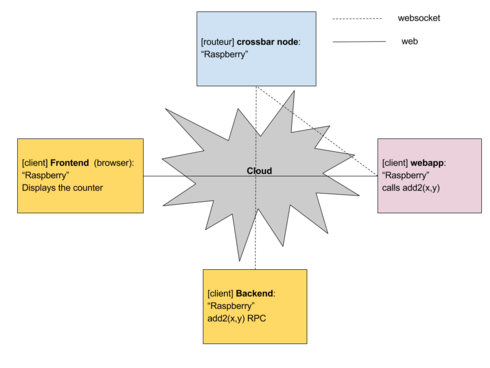 websocket
[routeur] crossbar node:
“Raspberry”
web
[client] Frontend (browser):
“Raspberry”
Displays the counter
Cloud
[client] webapp:
“Raspberry”
calls add2(x,y)
[client] Backend:
“Raspberry”
add2(x,y) RPC